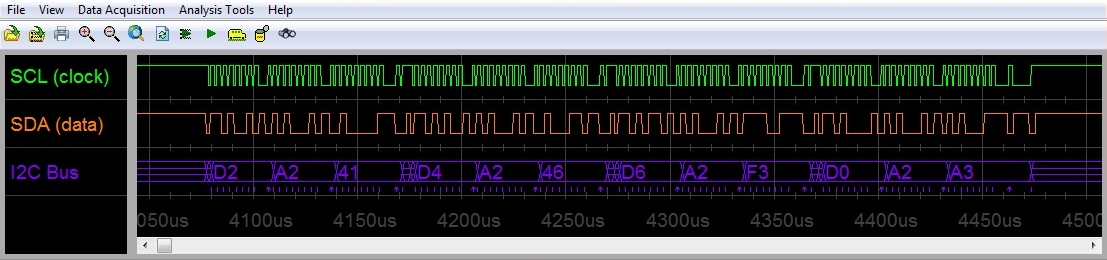 File View Data Acquisition Analysis Tools Help
SCL (clock)
SDA (data)
I2C Bus D2 A2 41 D4 A2 46 D6 A2 F3 D0 A2 A3
050us 4100us 4150us 4200us 4250us 4300us 4350us 4400us 4450us 4500